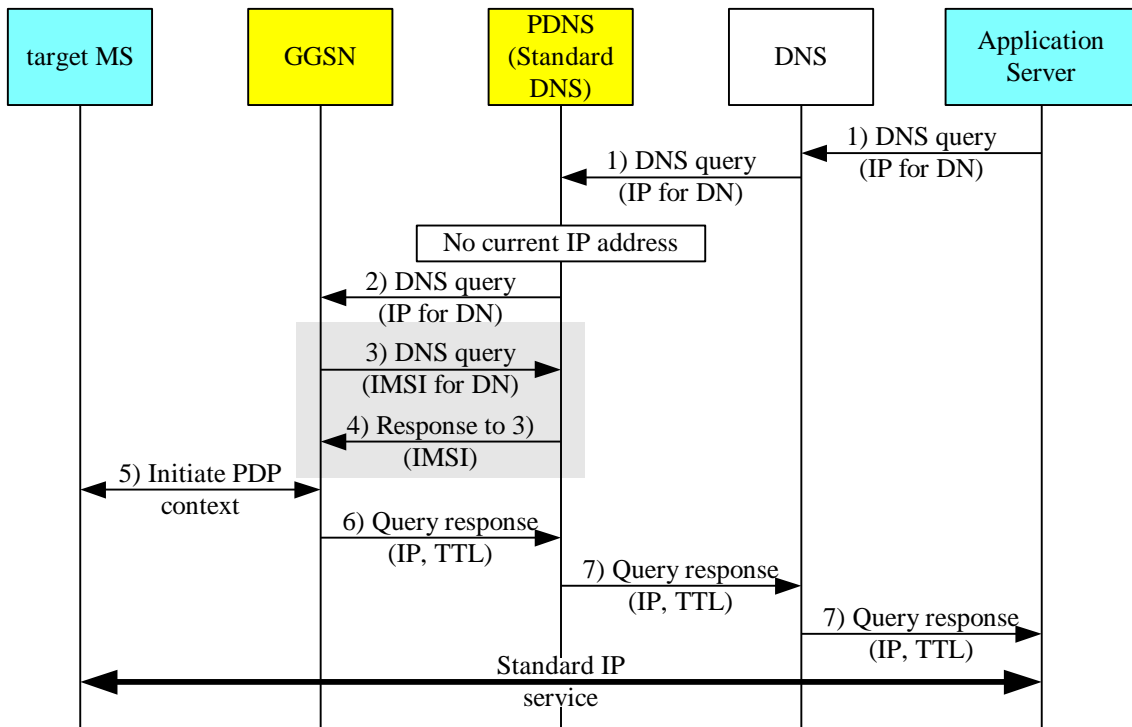 target MS
GGSN
PDNS
(Standard
DNS)
DNS
Application
Server
1) DNS query
(IP for DN)
1) DNS query
(IP for DN)
No current IP address
2) DNS query
(IP for DN)
3) DNS query
(IMSI for DN)
4) Response to 3)
(IMSI)
5) Initiate PDP
context
6) Query response
(IP, TTL)
7) Query response
(IP, TTL)
7) Query response
(IP, TTL)
Standard IP
service